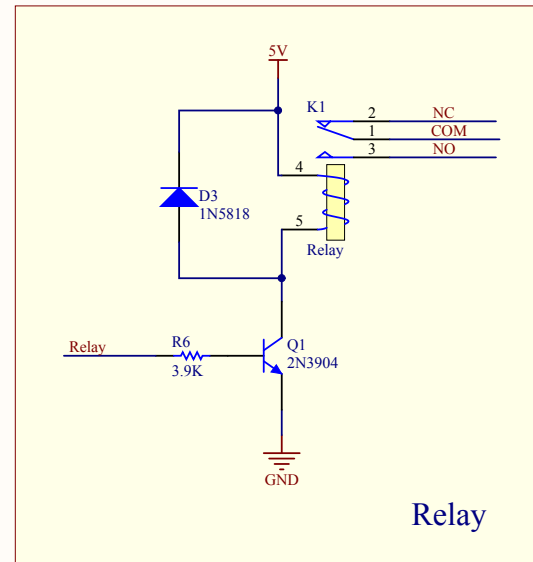 5V
K1
2 NC
1 COM
3 NO
4
D3
1N5818
5
Relay
Relay
R6
3.9K
Q1
2N3904
GND
Relay